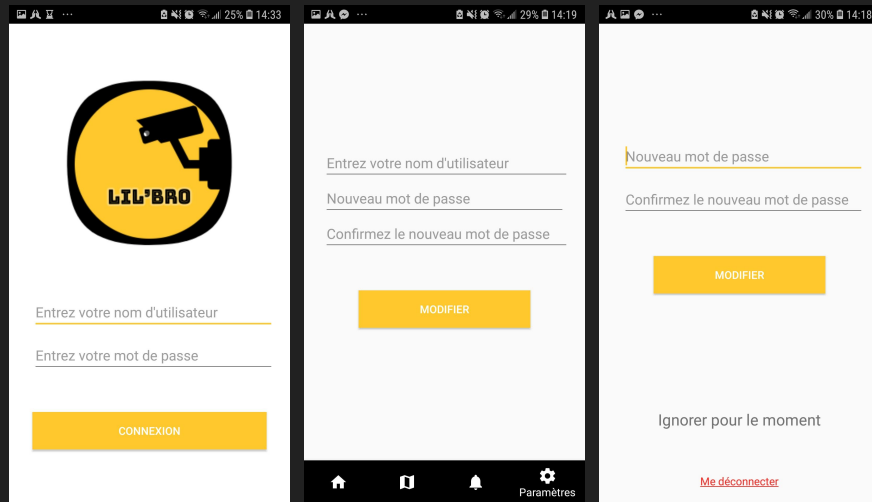 25% 14:33
LIL'BRO
Entrez votre nom d'utilisateur
Entrez votre mot de passe
CONNEXION
29% 14:19
Entrez votre nom d'utilisateur
Nouveau mot de passe
Confirmez le nouveau mot de passe
MODIFIER
Paramètres
30% 14:18
Nouveau mot de passe
Confirmez le nouveau mot de passe
MODIFIER
Ignorer pour le moment
Me déconnecter